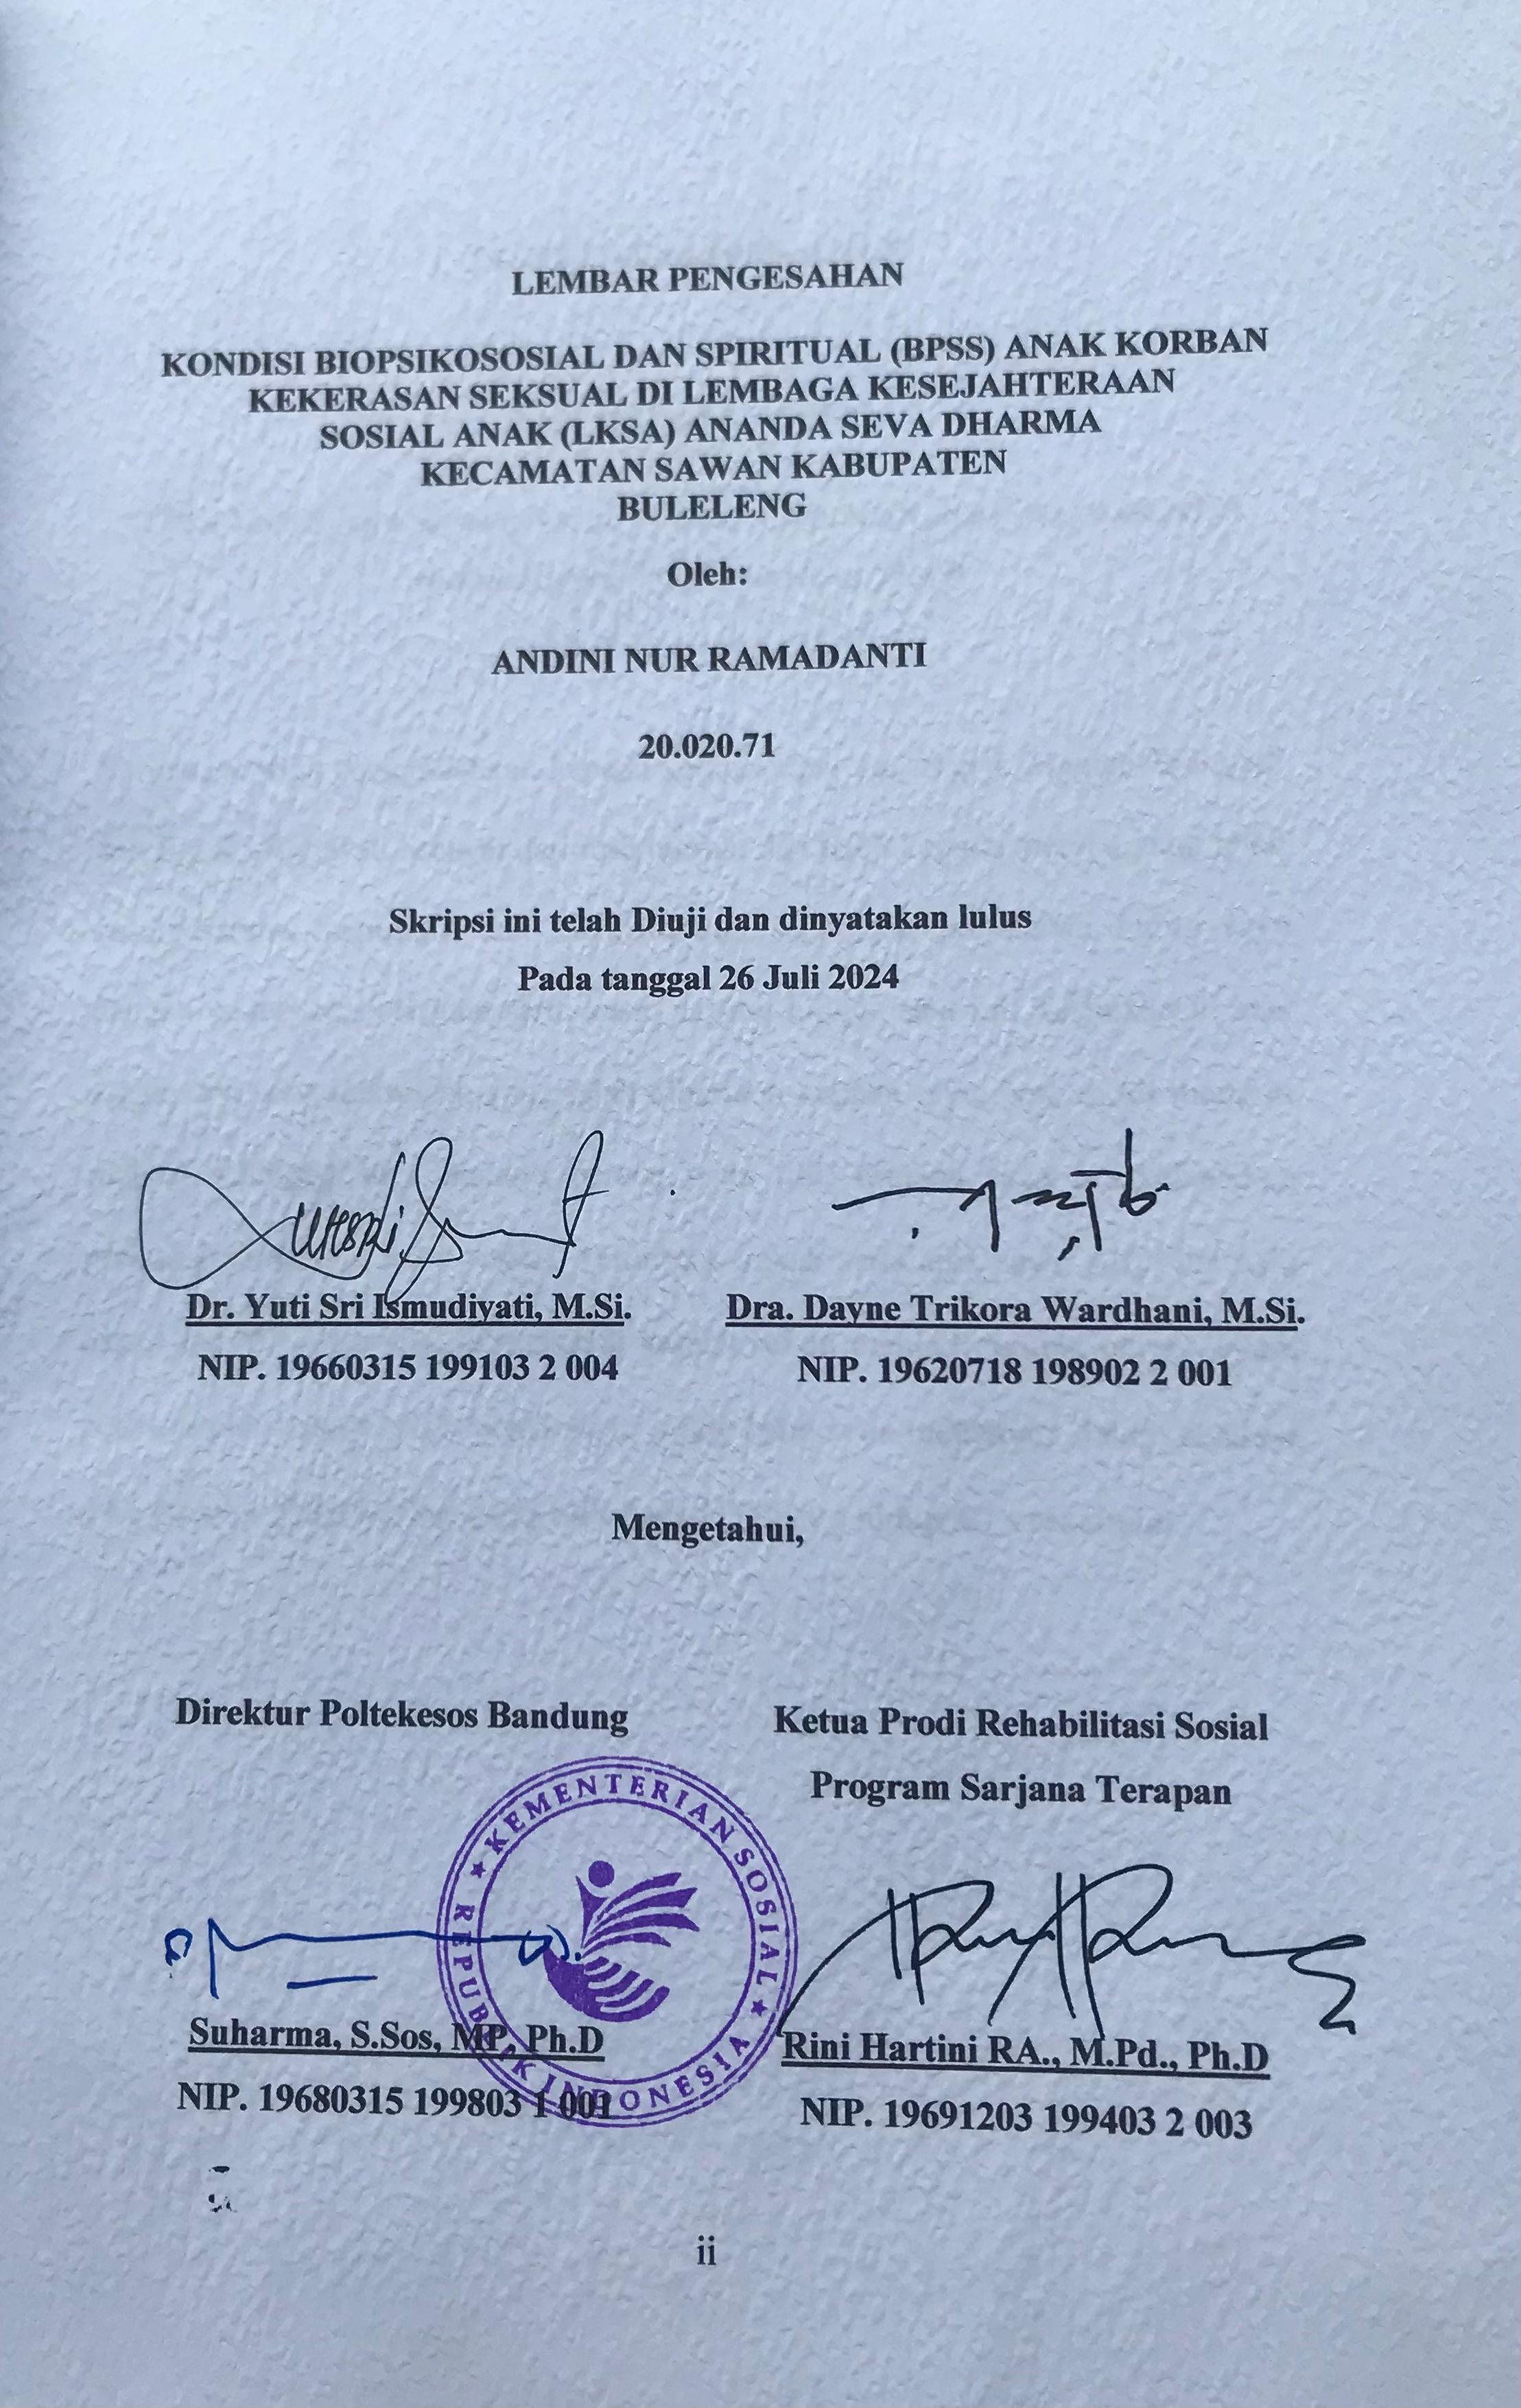 LEMBAR PENGESAHAN
KONDISI BIOPSIKOSOSIAL DAN SPIRITUAL (BPSS) ANAK KORBAN
KEKERASAN SEKSUAL DI LEMBAGA KESEJAHTERAAN
SOSIAL ANAK (LKSA) ANANDA SEVA DHARMA
KECAMATAN SAWAN KABUPATEN
BULELENG
Oleh:
ANDINI NUR RAMADANTI
20.020.71
Skripsi ini telah Diuji dan dinyatakan lulus
Pada tanggal 26 Juli 2024
Dr. Yuti Sri Ismudiyati, M.Si.
NIP. 19660315 199103 2 004
Dra. Dayne Trikora Wardhani, M.Si.
NIP. 19620718 198902 2 001
Mengetahui,
Direktur Poltekesos Bandung
KEMENTERIAN SOSIAL
REPUBLIK INDONESIA
Suharma, S.Sos, MP, Ph.D
NIP. 19680315 199803 1 001
Ketua Prodi Rehabilitasi Sosial
Program Sarjana Terapan
Rini Hartini RA., M.Pd., Ph.D
NIP. 19691203 199403 2 003
ii